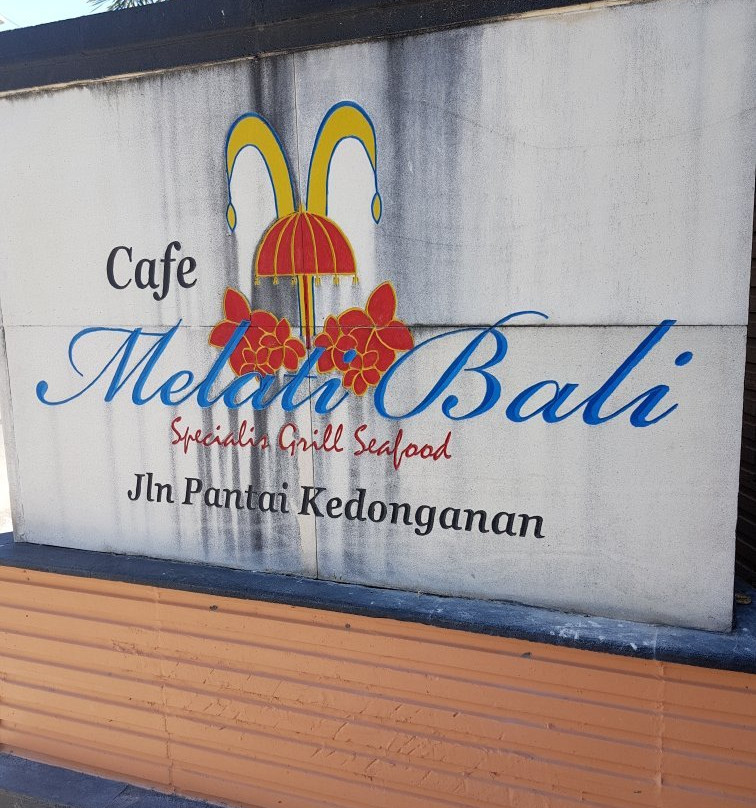 Cafe
Melati Bali
Specialis Grill Seafood
Jln Pantai Kedonganan